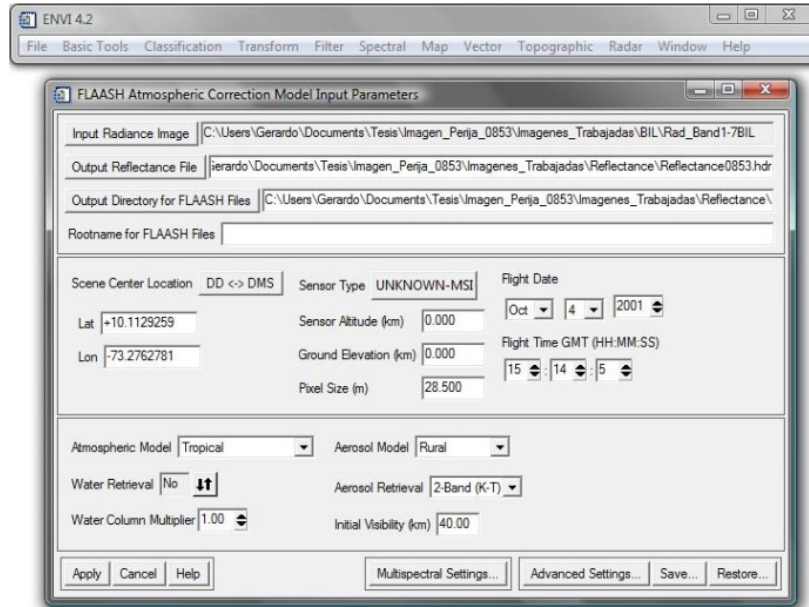 ENVI 4.2
File Basic Tools Classification Transform Filter Spectral Map Vector Topographic Radar Window Help
FLAASH Atmospheric Correction Model Input Parameters
Input Radiance Image C:\Users\Gerardo\Documents\Tesis\Imagen_Perija_0853\Imagenes_Trabajadas\BIL\Rad_Band1-7BIL
Output Reflectance File Gerardo\Documents\Tesis\Imagen_Perija_0853\Imagenes_Trabajadas\Reflectance\Reflectance0853.hdr
Output Directory for FLAASH Files C:\Users\Gerardo\Documents\Tesis\Imagen_Perija_0853\Imagenes_Trabajadas\Reflectance\
Rootname for FLAASH Files
Scene Center Location DD <-> DMS
Lat +10.1129259
Lon -73.2762781
Sensor Type UNKNOWN-MSI
Sensor Altitude (km) 0.000
Ground Elevation (km) 0.000
Pixel Size (m) 28.500
Flight Date
Oct 4 2001
Flight Time GMT (HH:MM:SS)
15 : 14 : 5
Atmospheric Model Tropical
Water Retrieval No
Water Column Multiplier 1.00
Aerosol Model Rural
Aerosol Retrieval 2-Band (K-T)
Initial Visibility (km) 40.00
Apply Cancel Help Multispectral Settings... Advanced Settings... Save... Restore...